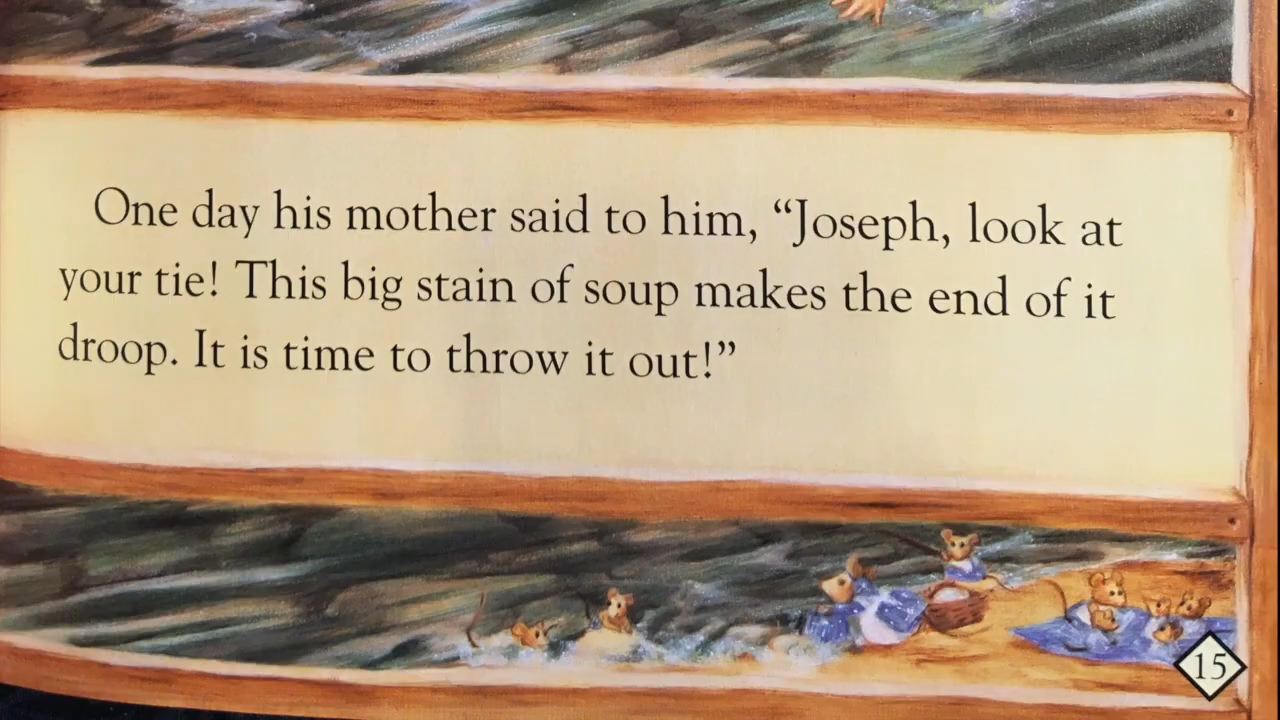 One day his mother said to him, “Joseph, look at
your tie! This big stain of soup makes the end of it
droop. It is time to throw it out!”
15